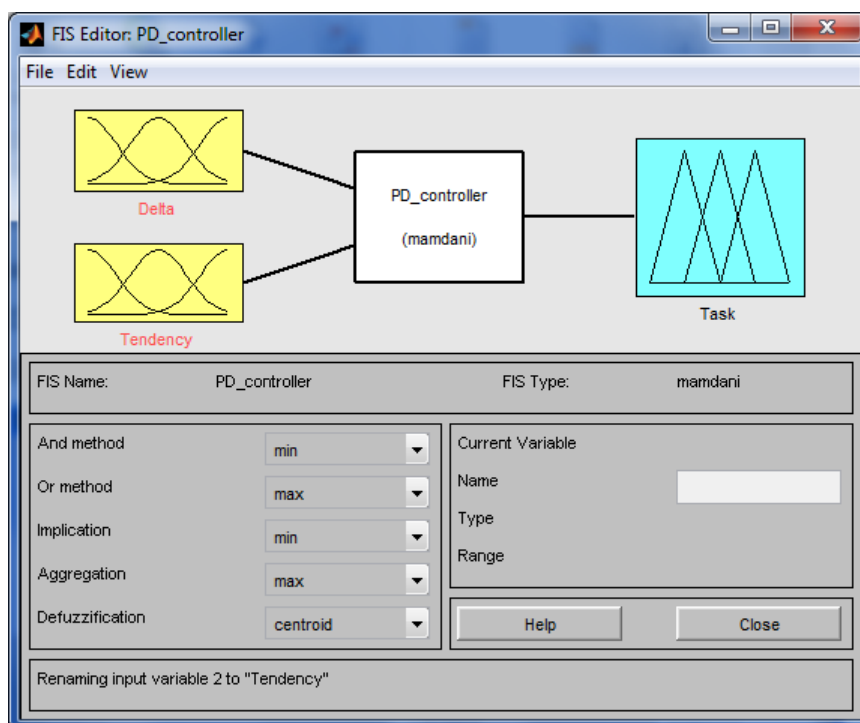 FIS Editor: PD_controller
File Edit View
Delta
PD_controller
(mamdani)
Tendency
Task
FIS Name: PD_controller FIS Type: mamdani
And method min
Or method max
Implication min
Aggregation max
Defuzzification centroid
Current Variable
Name
Type
Range
Help Close
Renaming input variable 2 to "Tendency"